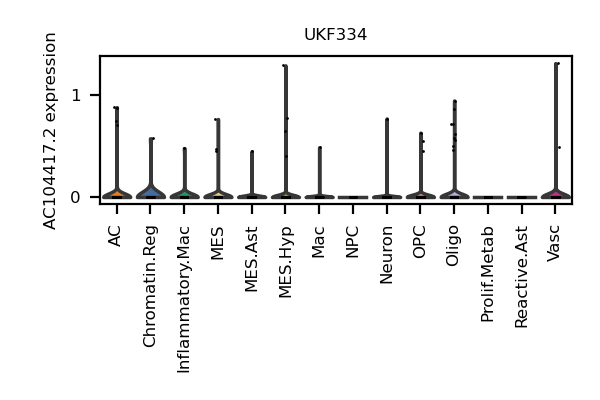 UKF334
AC104417.2 expression
1
0
AC
Chromatin.Reg
Inflammatory.Mac
MES
MES.Ast
MES.Hyp
Mac
NPC
Neuron
OPC
Oligo
Prolif.Metab
Reactive.Ast
Vasc